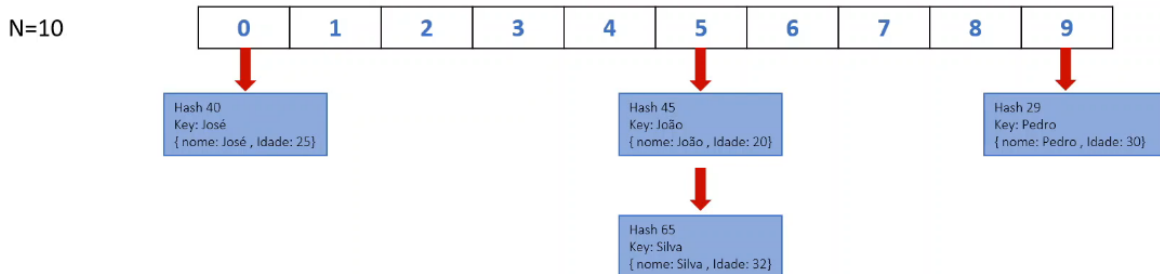 N=10
0 1 2 3 4 5 6 7 8 9
Hash 40
Key: José
{ nome: José , Idade: 25}
Hash 45
Key: João
{ nome: João , Idade: 20}
Hash 29
Key: Pedro
{ nome: Pedro , Idade: 30}
Hash 65
Key: Silva
{ nome: Silva , Idade: 32}